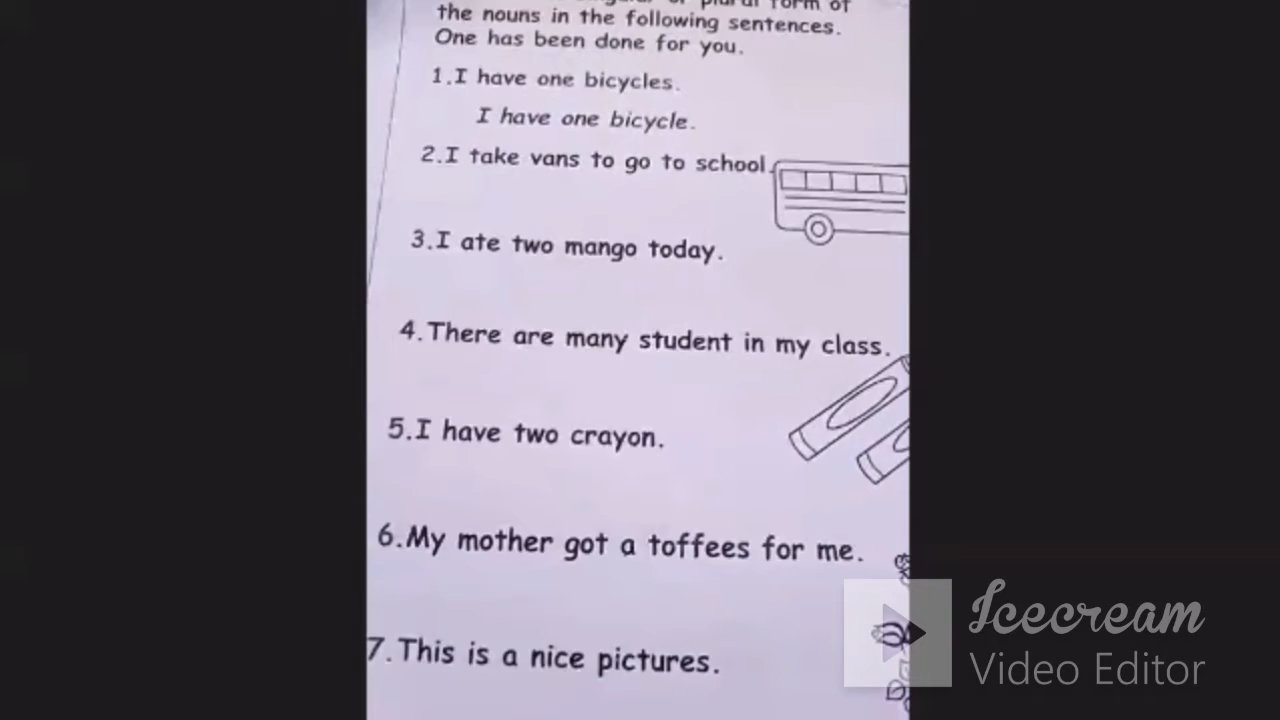 plural form of
the nouns in the following sentences.
One has been done for you.
1.I have one bicycles.
I have one bicycle.
2.I take vans to go to school.
3.I ate two mango today.
4.There are many student in my class.
5.I have two crayon.
6.My mother got a toffees for me.
7.This is a nice pictures.
Icecream
Video Editor